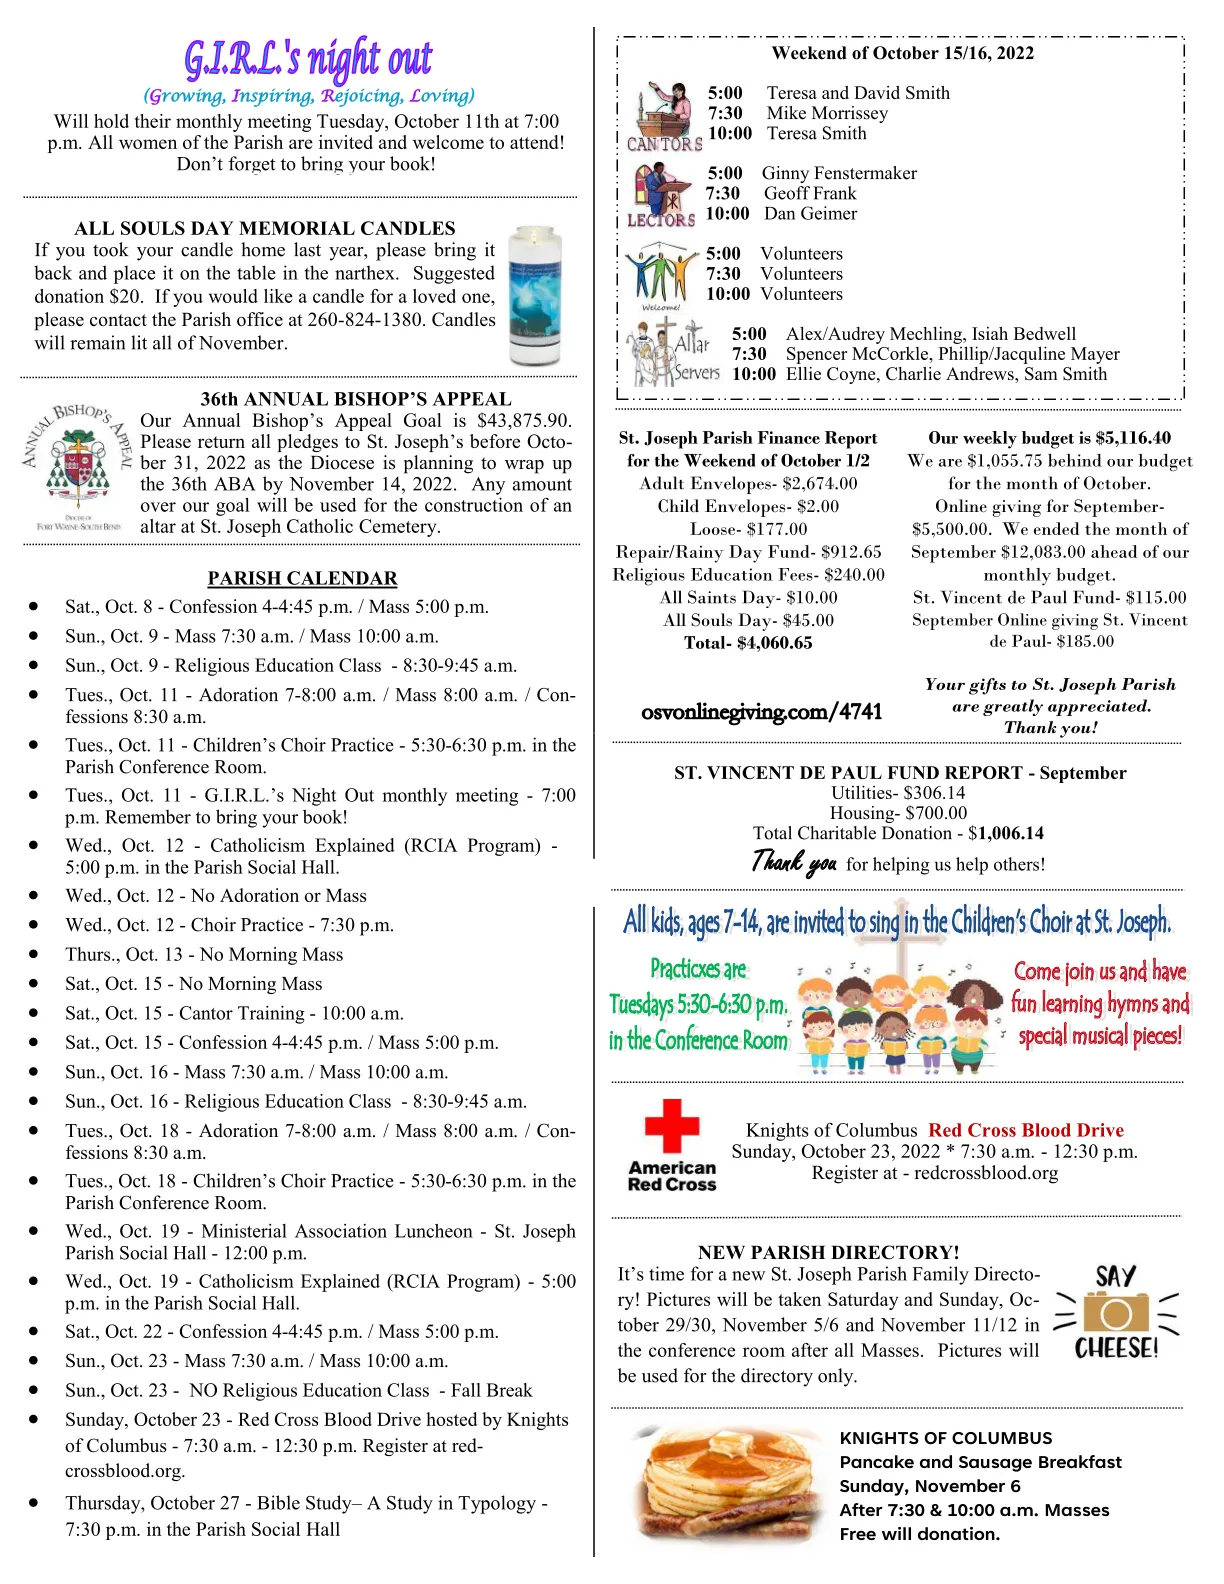 G.I.R.L.'s night out
(Growing, Inspiring, Rejoicing, Loving)
Will hold their monthly meeting Tuesday, October 11th at 7:00
p.m. All women of the Parish are invited and welcome to attend!
Don't forget to bring your book!
ALL SOULS DAY MEMORIAL CANDLES
If you took your candle home last year, please bring it
back and place it on the table in the narthex. Suggested
donation $20. If you would like a candle for a loved one,
please contact the Parish office at 260-824-1380. Candles
will remain lit all of November.
ANNUAL BISHOP'S APPEAL
DIOCESE OF
FORT WAYNE-SOUTH BEND
36th ANNUAL BISHOP'S APPEAL
Our Annual Bishop's Appeal Goal is $43,875.90.
Please return all pledges to St. Joseph's before Octo-
ber 31, 2022 as the Diocese is planning to wrap up
the 36th ABA by November 14, 2022. Any amount
over our goal will be used for the construction of an
altar at St. Joseph Catholic Cemetery.
PARISH CALENDAR
● Sat., Oct. 8 - Confession 4-4:45 p.m. / Mass 5:00 p.m.
● Sun., Oct. 9 - Mass 7:30 a.m. / Mass 10:00 a.m.
● Sun., Oct. 9 - Religious Education Class - 8:30-9:45 a.m.
● Tues., Oct. 11 - Adoration 7-8:00 a.m. / Mass 8:00 a.m. / Con-
fessions 8:30 a.m.
● Tues., Oct. 11 - Children's Choir Practice - 5:30-6:30 p.m. in the
Parish Conference Room.
● Tues., Oct. 11 - G.I.R.L.'s Night Out monthly meeting - 7:00
p.m. Remember to bring your book!
● Wed., Oct. 12 - Catholicism Explained (RCIA Program) -
5:00 p.m. in the Parish Social Hall.
● Wed., Oct. 12 - No Adoration or Mass
● Wed., Oct. 12 - Choir Practice - 7:30 p.m.
● Thurs., Oct. 13 - No Morning Mass
● Sat., Oct. 15 - No Morning Mass
● Sat., Oct. 15 - Cantor Training - 10:00 a.m.
● Sat., Oct. 15 - Confession 4-4:45 p.m. / Mass 5:00 p.m.
● Sun., Oct. 16 - Mass 7:30 a.m. / Mass 10:00 a.m.
● Sun., Oct. 16 - Religious Education Class - 8:30-9:45 a.m.
● Tues., Oct. 18 - Adoration 7-8:00 a.m. / Mass 8:00 a.m. / Con-
fessions 8:30 a.m.
● Tues., Oct. 18 - Children's Choir Practice - 5:30-6:30 p.m. in the
Parish Conference Room.
● Wed., Oct. 19 - Ministerial Association Luncheon - St. Joseph
Parish Social Hall - 12:00 p.m.
● Wed., Oct. 19 - Catholicism Explained (RCIA Program) - 5:00
p.m. in the Parish Social Hall.
● Sat., Oct. 22 - Confession 4-4:45 p.m. / Mass 5:00 p.m.
● Sun., Oct. 23 - Mass 7:30 a.m. / Mass 10:00 a.m.
● Sun., Oct. 23 - NO Religious Education Class - Fall Break
● Sunday, October 23 - Red Cross Blood Drive hosted by Knights
of Columbus - 7:30 a.m. - 12:30 p.m. Register at red-
crossblood.org.
● Thursday, October 27 - Bible Study– A Study in Typology -
7:30 p.m. in the Parish Social Hall
Weekend of October 15/16, 2022
CANTORS
5:00 Teresa and David Smith
7:30 Mike Morrissey
10:00 Teresa Smith
LECTORS
5:00 Ginny Fenstermaker
7:30 Geoff Frank
10:00 Dan Geimer
Welcome!
5:00 Volunteers
7:30 Volunteers
10:00 Volunteers
Altar
Servers
5:00 Alex/Audrey Mechling, Isiah Bedwell
7:30 Spencer McCorkle, Phillip/Jacquline Mayer
10:00 Ellie Coyne, Charlie Andrews, Sam Smith
St. Joseph Parish Finance Report
for the Weekend of October 1/2
Adult Envelopes- $2,674.00
Child Envelopes- $2.00
Loose- $177.00
Repair/Rainy Day Fund- $912.65
Religious Education Fees- $240.00
All Saints Day- $10.00
All Souls Day- $45.00
Total- $4,060.65
osvonlinegiving.com/4741
Our weekly budget is $5,116.40
We are $1,055.75 behind our budget
for the month of October.
Online giving for September-
$5,500.00. We ended the month of
September $12,083.00 ahead of our
monthly budget.
St. Vincent de Paul Fund- $115.00
September Online giving St. Vincent
de Paul- $185.00
Your gifts to St. Joseph Parish
are greatly appreciated.
Thank you!
ST. VINCENT DE PAUL FUND REPORT - September
Utilities- $306.14
Housing- $700.00
Total Charitable Donation - $1,006.14
Thank you for helping us help others!
All kids, ages 7-14, are invited to sing in the Children's Choir at St. Joseph.
Practicxes are
Tuesdays 5:30-6:30 p.m.
in the Conference Room
Come join us and have
fun learning hymns and
special musical pieces!
American
Red Cross
Knights of Columbus Red Cross Blood Drive
Sunday, October 23, 2022 * 7:30 a.m. - 12:30 p.m.
Register at - redcrossblood.org
NEW PARISH DIRECTORY!
It's time for a new St. Joseph Parish Family Directo-
ry! Pictures will be taken Saturday and Sunday, Oc-
tober 29/30, November 5/6 and November 11/12 in
the conference room after all Masses. Pictures will
be used for the directory only.
SAY
CHEESE!
KNIGHTS OF COLUMBUS
Pancake and Sausage Breakfast
Sunday, November 6
After 7:30 & 10:00 a.m. Masses
Free will donation.